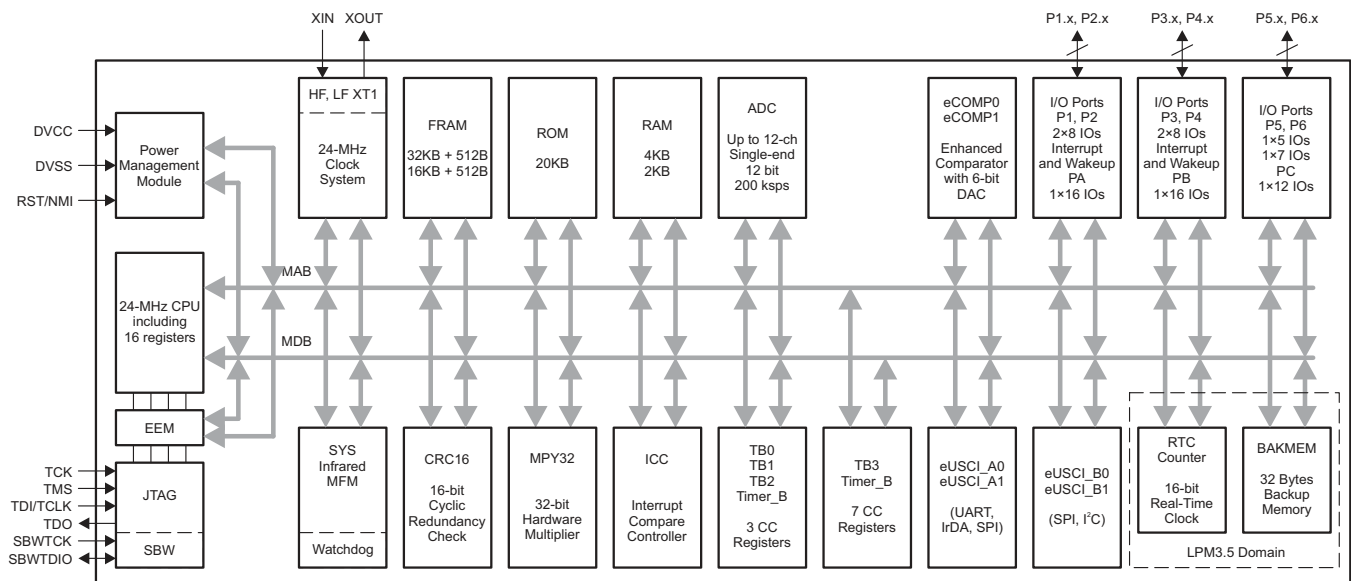 XIN XOUT
P1.x, P2.x
P3.x, P4.x
P5.x, P6.x
DVCC
DVSS
RST/NMI
Power
Management
Module
HF, LF XT1
24-MHz
Clock
System
FRAM
32KB + 512B
16KB + 512B
ROM
20KB
RAM
4KB
2KB
ADC
Up to 12-ch
Single-end
12 bit
200 ksps
eCOMP0
eCOMP1
Enhanced
Comparator
with 6-bit
DAC
I/O Ports
P1, P2
2×8 IOs
Interrupt
and Wakeup
PA
1×16 IOs
I/O Ports
P3, P4
2×8 IOs
Interrupt
and Wakeup
PB
1×16 IOs
I/O Ports
P5, P6
1×5 IOs
1×7 IOs
PC
1×12 IOs
MAB
24-MHz CPU
including
16 registers
MDB
EEM
TCK
TMS
TDI/TCLK
TDO
SBWTCK
SBWTDIO
JTAG
SBW
SYS
Infrared
MFM
Watchdog
CRC16
16-bit
Cyclic
Redundancy
Check
MPY32
32-bit
Hardware
Multiplier
ICC
Interrupt
Compare
Controller
TB0
TB1
TB2
Timer_B
3 CC
Registers
TB3
Timer_B
7 CC
Registers
eUSCI_A0
eUSCI_A1
(UART,
IrDA, SPI)
eUSCI_B0
eUSCI_B1
(SPI, I²C)
RTC
Counter
16-bit
Real-Time
Clock
BAKMEM
32 Bytes
Backup
Memory
LPM3.5 Domain